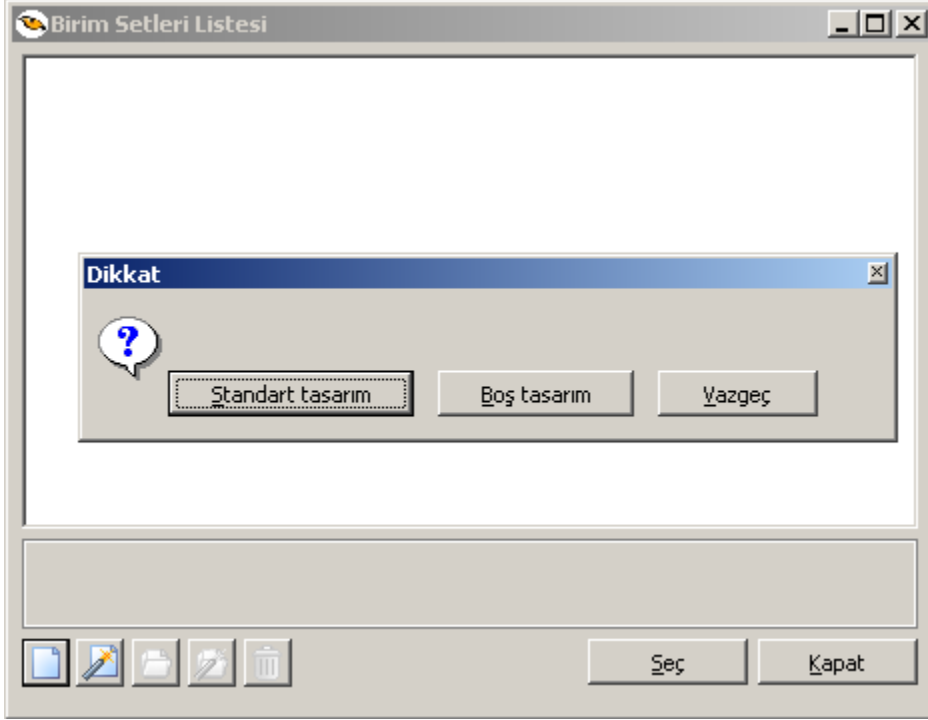 Birim Setleri Listesi
Dikkat
?
Standart tasarım Boş tasarım Vazgeç
Seç Kapat